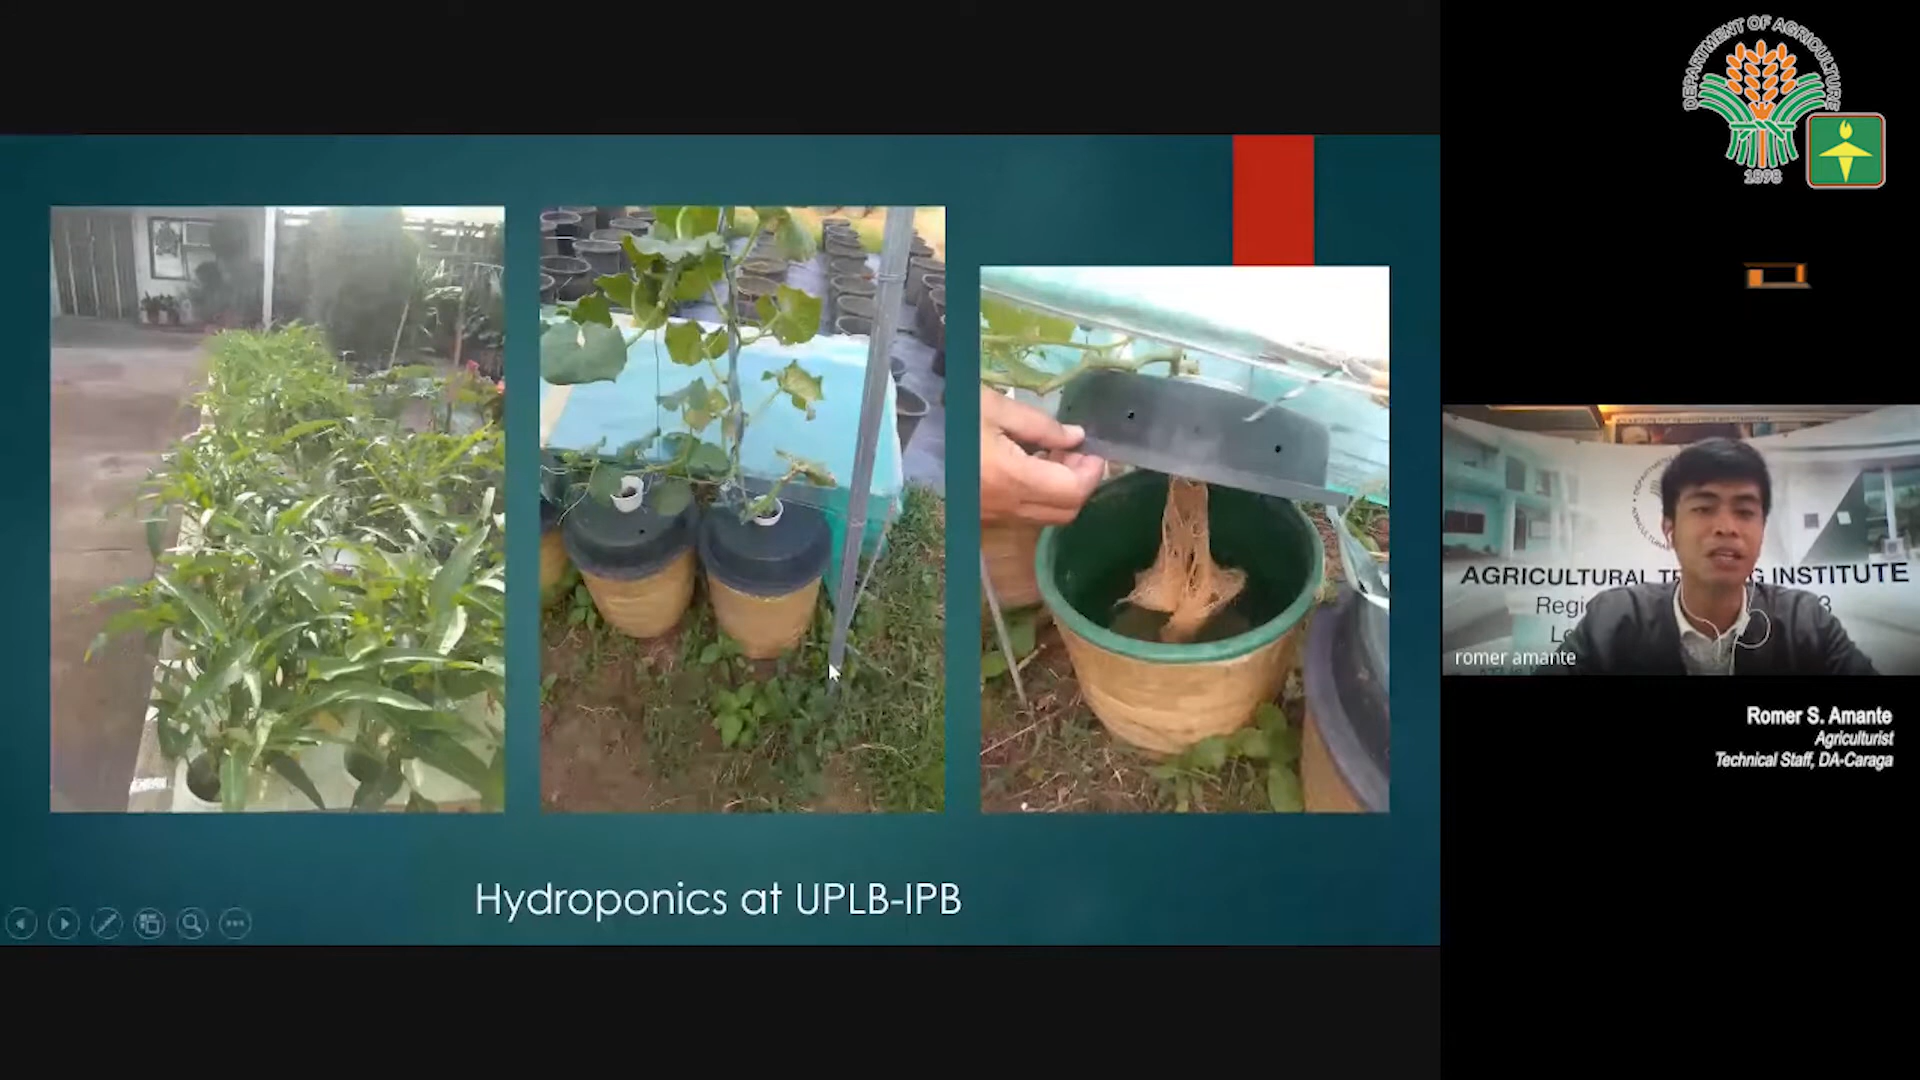 DEPARTMENT OF AGRICULTURE
1898
Hydroponics at UPLB-IPB
AGRICULTURAL INSTITUTE
romer amante
Romer S. Amante
Agriculturist
Technical Staff, DA-Caraga